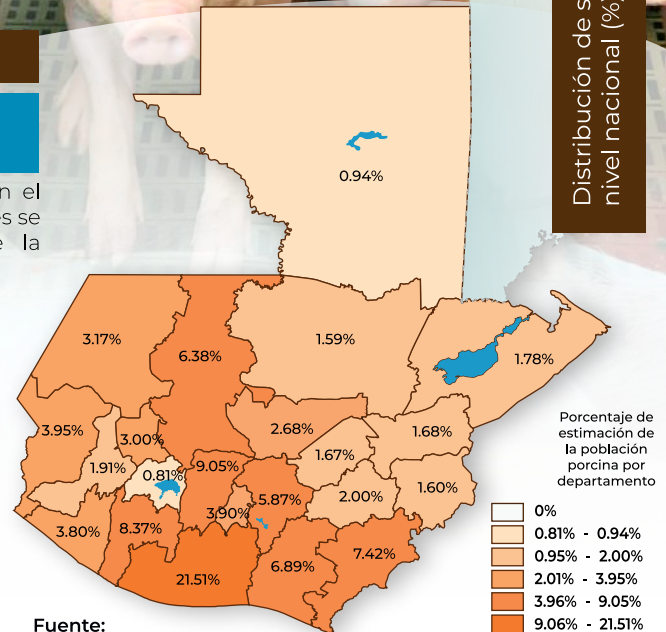 Distribución de s
nivel nacional (%)
n el
es se
e la
0.94%
3.17%
6.38%
1.59%
1.78%
3.95%
3.00%
2.68%
1.68%
1.91%
0.81%
9.05%
1.67%
1.60%
3.90%
5.87%
2.00%
3.80%
8.37%
21.51%
6.89%
7.42%
Porcentaje de
estimación de
la población
porcina por
departamento
0%
0.81% - 0.94%
0.95% - 2.00%
2.01% - 3.95%
3.96% - 9.05%
9.06% - 21.51%
Fuente: